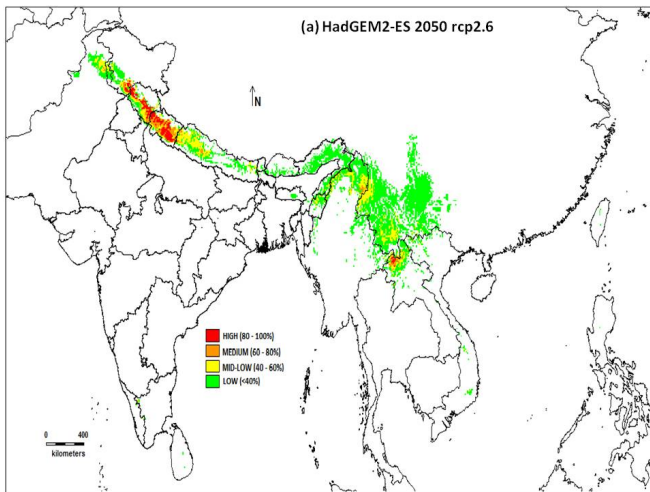 (a) HadGEM2-ES 2050 rcp2.6
N
HIGH (80 - 100%)
MEDIUM (60 - 80%)
MID-LOW (40 - 60%)
LOW (<40%)
0 400
kilometers